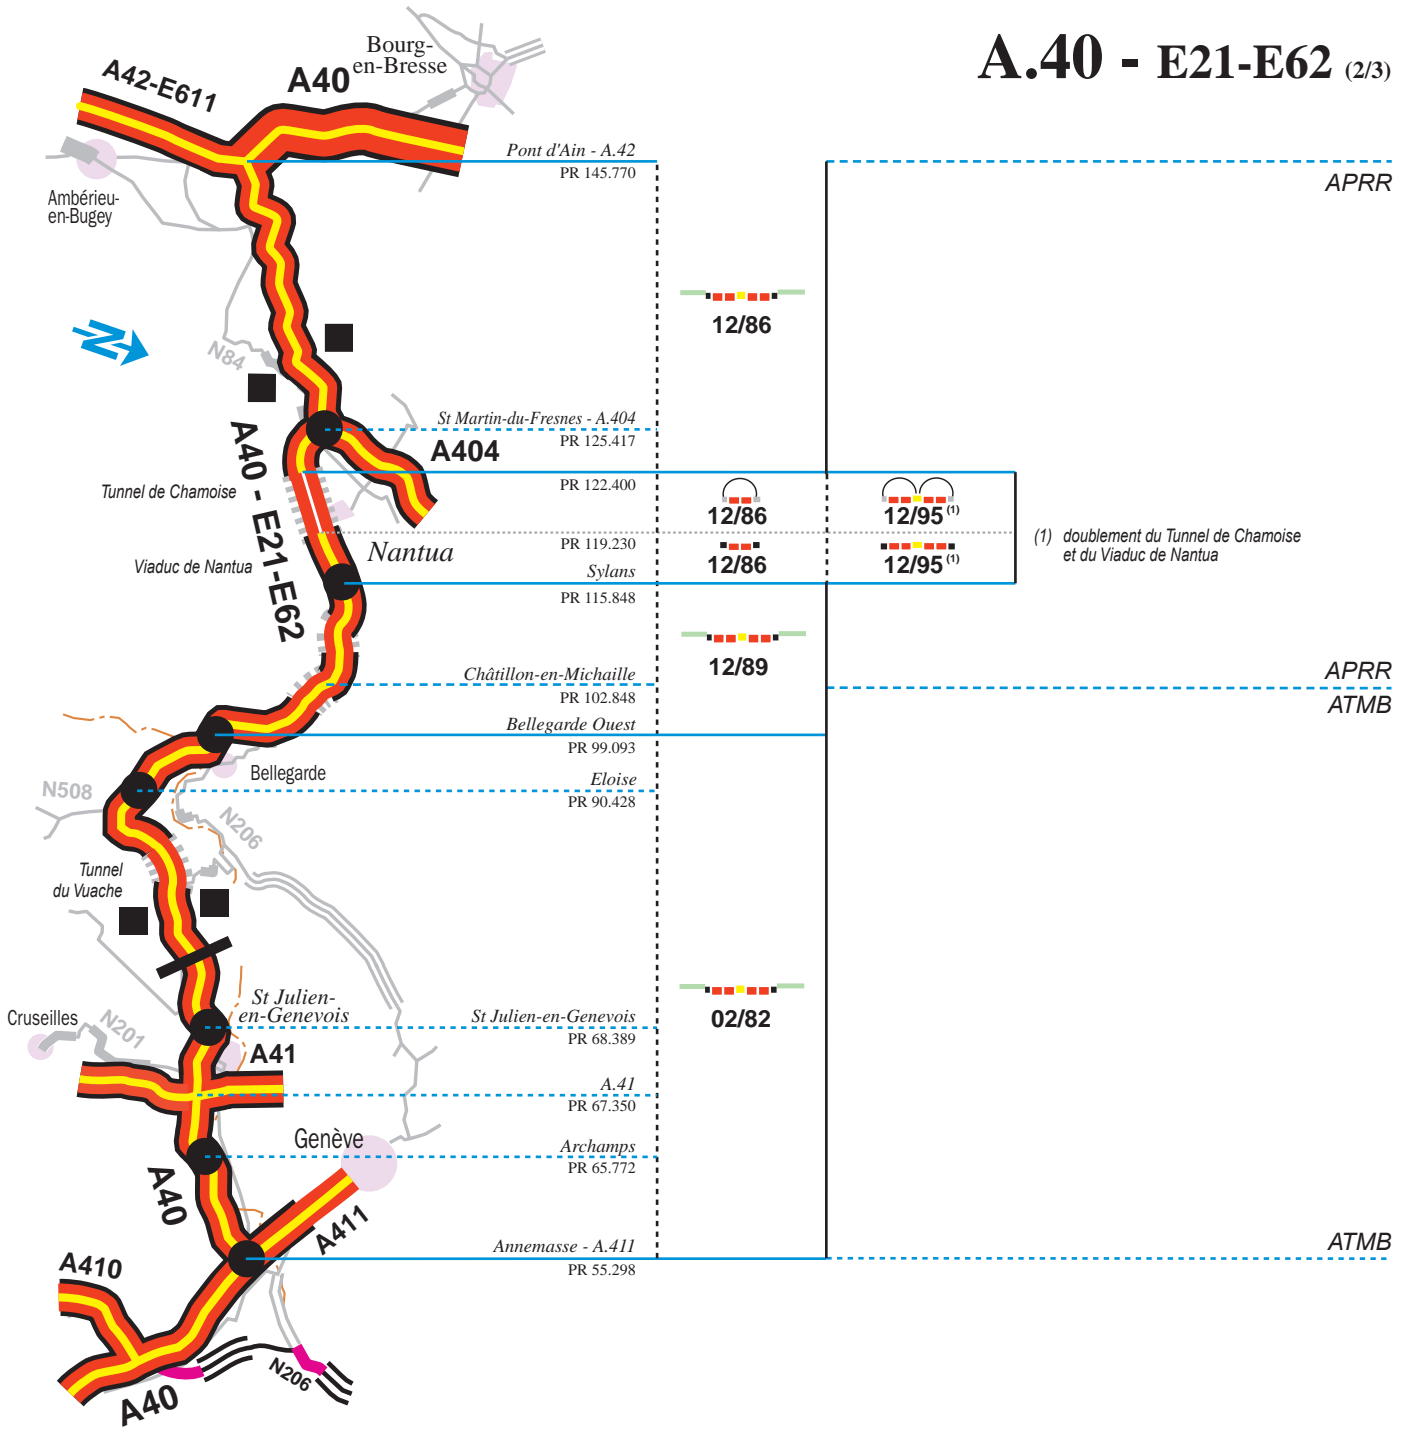 A.40 - E21-E62 (2/3)
Bourg-
en-Bresse
A42-E611
A40
Pont d'Ain - A.42
PR 145.770
APRR
Ambérieu-
en-Bugey
12/86
N84
St Martin-du-Fresnes - A.404
PR 125.417
A404
A40 - E21-E62
Tunnel de Chamoise
PR 122.400
12/86
12/95 (1)
Nantua
PR 119.230
(1) doublement du Tunnel de Chamoise
et du Viaduc de Nantua
Viaduc de Nantua
12/86
12/95 (1)
Sylans
PR 115.848
12/89
Châtillon-en-Michaille
PR 102.848
APRR
ATMB
Bellegarde Ouest
PR 99.093
Bellegarde
Eloise
PR 90.428
N508
N206
Tunnel
du Vuache
St Julien-
en-Genevois
Cruseilles
N201
St Julien-en-Genevois
PR 68.389
02/82
A41
A.41
PR 67.350
Genève
Archamps
PR 65.772
A40
A411
Annemasse - A.411
PR 55.298
ATMB
A410
N206
A40